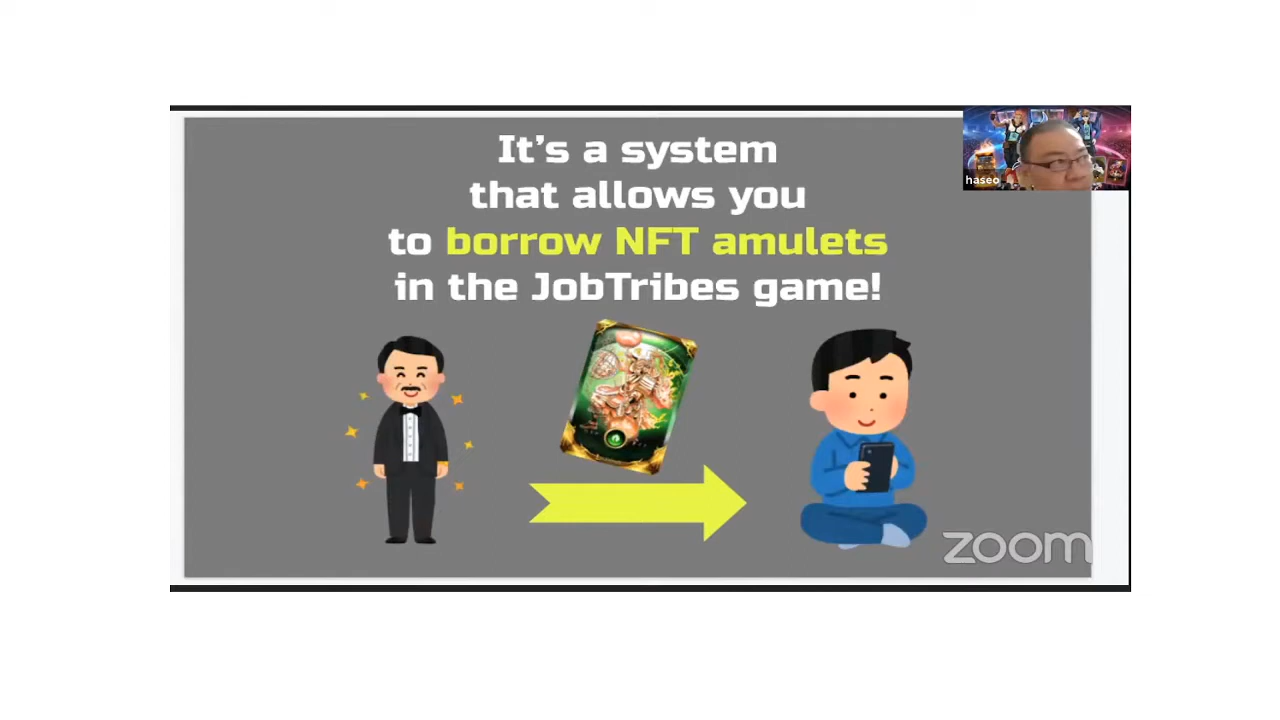 It's a system
that allows you
to borrow NFT amulets
in the JobTribes game!
haseo
zoom